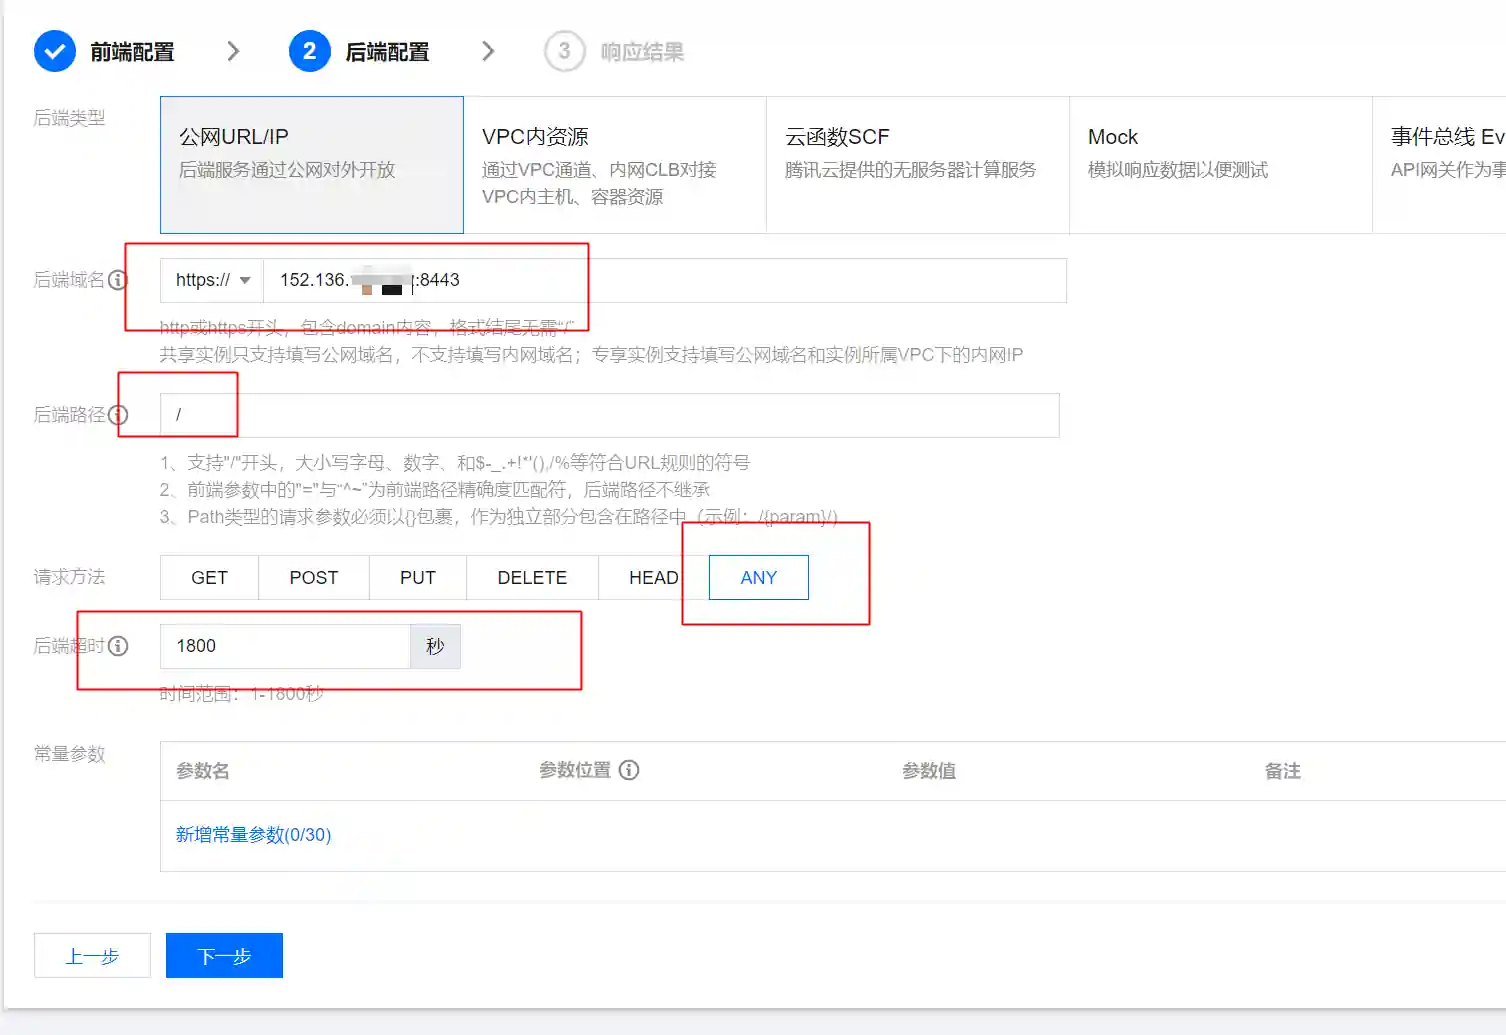 前端配置
2 后端配置
3 响应结果
后端类型
公网URL/IP
后端服务通过公网对外开放
VPC内资源
通过VPC通道、内网CLB对接
VPC内主机、容器资源
云函数SCF
腾讯云提供的无服务器计算服务
Mock
模拟响应数据以便测试
事件总线 Ev
API网关作为事
后端域名
https:// 152.136. :8443
http或https开头，包含domain内容，格式结尾无需“/”
共享实例只支持填写公网域名，不支持填写内网域名；专享实例支持填写公网域名和实例所属VPC下的内网IP
后端路径
/
1、支持"/"开头，大小写字母、数字、和$-_.+!*'(),/%等符合URL规则的符号
2、前端参数中的"="与“^~”为前端路径精确度匹配符，后端路径不继承
3、Path类型的请求参数必须以{}包裹，作为独立部分包含在路径中（示例：/{param}/）
请求方法
GET POST PUT DELETE HEAD ANY
后端超时
1800 秒
时间范围：1-1800秒
常量参数
参数名 参数位置 参数值 备注
新增常量参数(0/30)
上一步 下一步